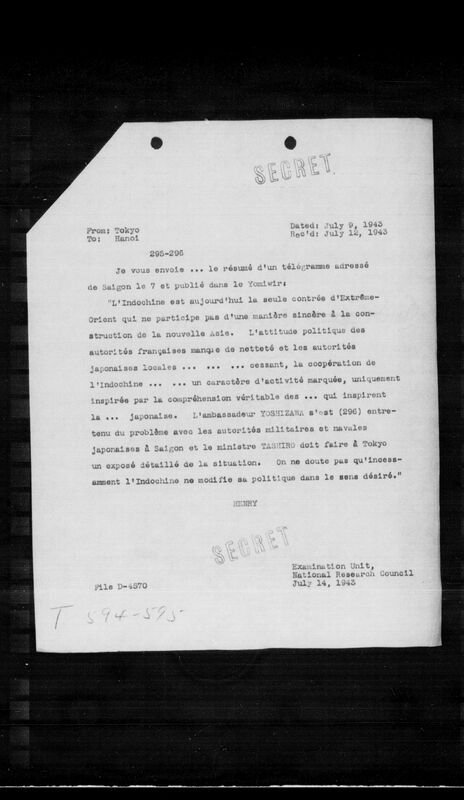 SECRET
From: Tokyo
To: Hanoi
Dated: July 9, 1943
Rec'd: July 12, 1943
295-296
Je vous envoie ... le résumé d'un télégramme adressé
de Saigon le 7 et publié dans le Yomiwir:
"L'Indochine est aujourd'hui la seule contrée d'Extrême-
Orient qui ne participe pas d'une manière sincère à la con-
struction de la nouvelle Asie. L'attitude politique des
autorités françaises manque de netteté et les autorités
japonaises locales ... ... ... cessant, la coopération de
l'Indochine ... ... un caractère d'activité marquée, uniquement
inspirée par la compréhension véritable des ... qui inspirent
la ... japonaise. L'ambassadeur YOSHIZAWA s'est (296) entre-
tenu du problème avec les autorités militaires et navales
japonaises à Saigon et le ministre TASHIRO doit faire à Tokyo
un exposé détaillé de la situation. On ne doute pas qu'incess-
amment l'Indochine ne modifie sa politique dans le sens désiré."
HENRY
SECRET
Examination Unit,
National Research Council
July 14, 1943
File D-4570
T 594-595